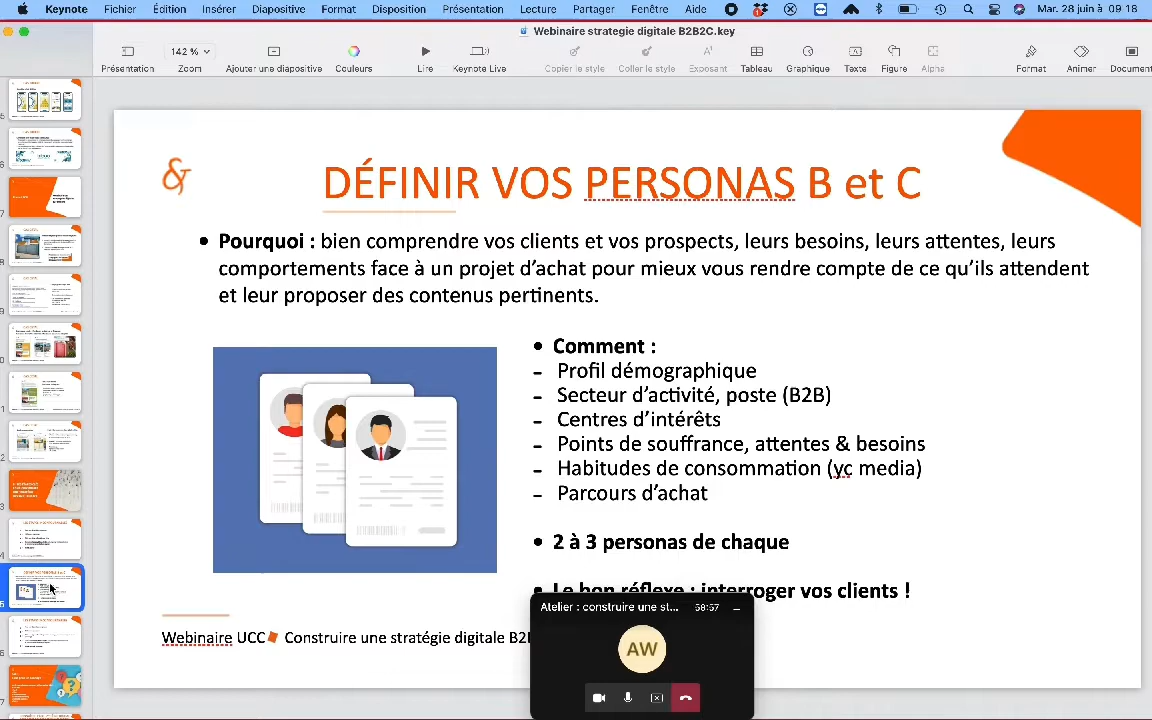 Keynote Fichier Édition Insérer Diapositive Format Disposition Présentation Lecture Partager Fenêtre Aide Mar. 28 juin à 09 18
Webinaire strategie digitale B2B2C.key
142 %
Présentation Zoom Ajouter une diapositive Couleurs Lire Keynote Live Copier le style Coller le style Exposant Tableau Graphique Texte Figure Alpha Format Animer Document
&
DÉFINIR VOS PERSONAS B et C
• Pourquoi : bien comprendre vos clients et vos prospects, leurs besoins, leurs attentes, leurs
comportements face à un projet d’achat pour mieux vous rendre compte de ce qu’ils attendent
et leur proposer des contenus pertinents.
• Comment :
- Profil démographique
- Secteur d’activité, poste (B2B)
- Centres d’intérêts
- Points de souffrance, attentes & besoins
- Habitudes de consommation (yc media)
- Parcours d’achat
• 2 à 3 personas de chaque
• Le bon réflexe : interroger vos clients !
Atelier : construire une st... 58:57
AW
Webinaire UCC Construire une stratégie digitale